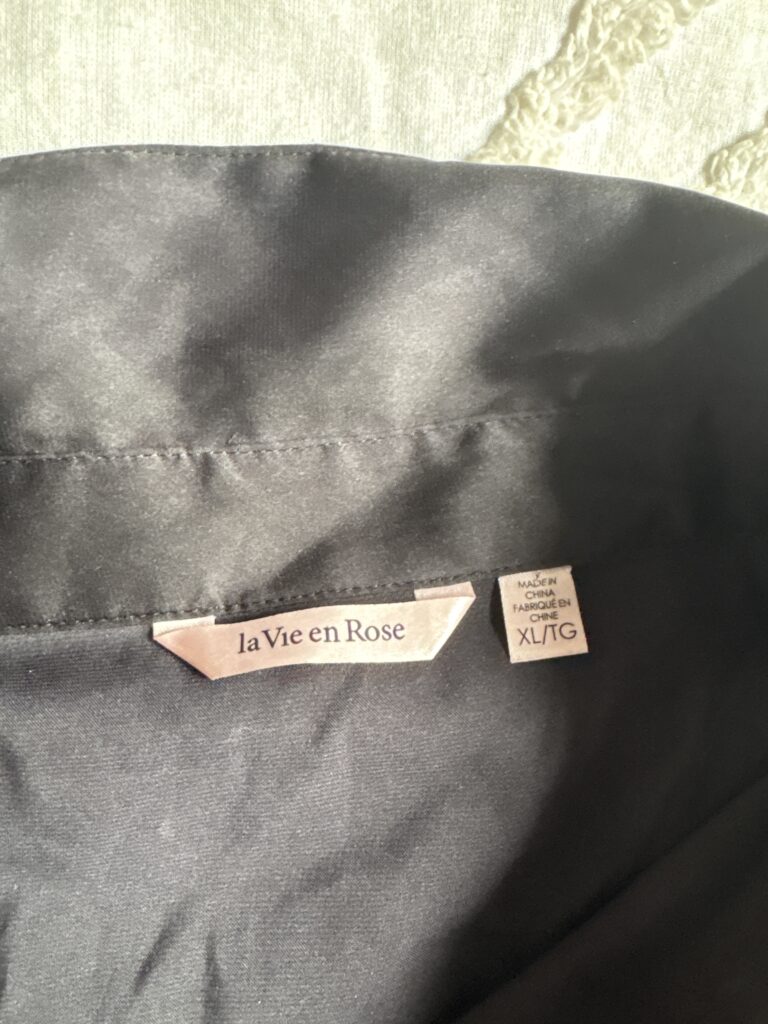 la Vie en Rose
MADE IN
CHINA
FABRIQUÉ EN
CHINE
XL/TG